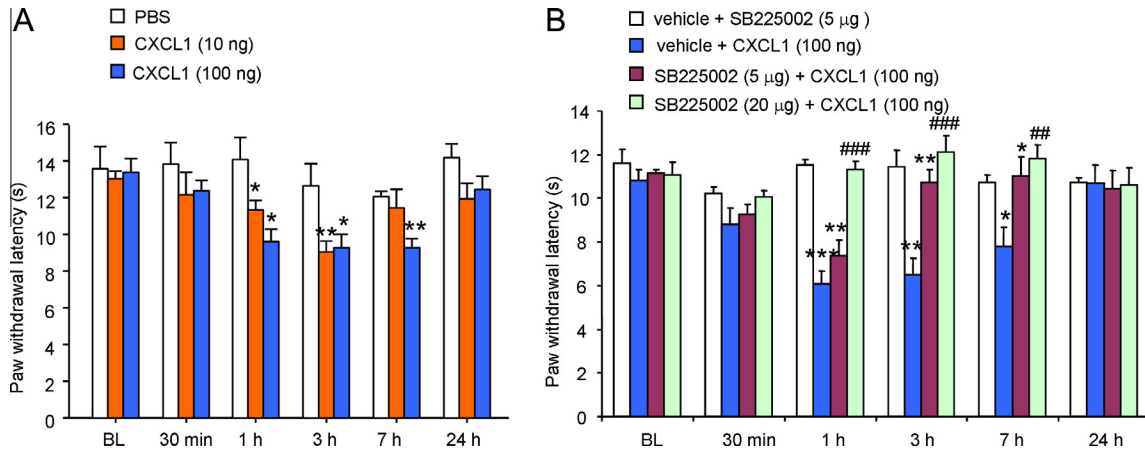 A
PBS
CXCL1 (10 ng)
CXCL1 (100 ng)
Paw withdrawal latency (s)
16
14
12
10
8
6
4
2
0
* * ** * **
BL 30 min 1 h 3 h 7 h 24 h
B
vehicle + SB225002 (5 μg )
vehicle + CXCL1 (100 ng)
SB225002 (5 μg) + CXCL1 (100 ng)
SB225002 (20 μg) + CXCL1 (100 ng)
Paw withdrawal latency (s)
14
12
10
8
6
4
2
0
*** ** ### ** ** ### * * ##
BL 30 min 1 h 3 h 7 h 24 h